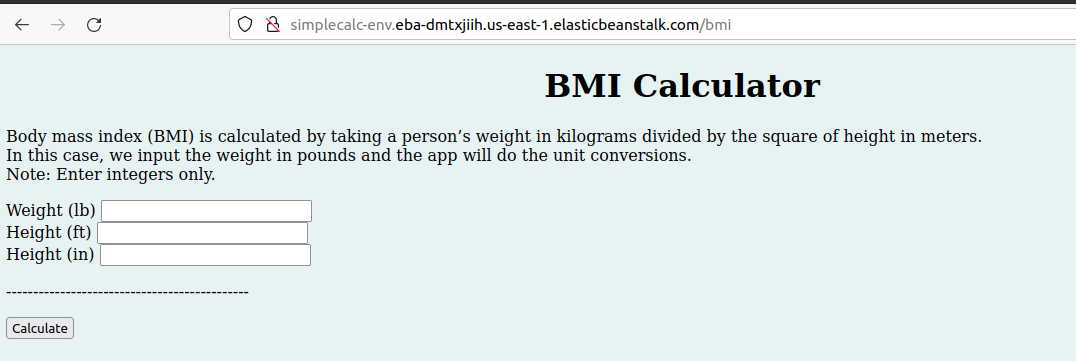 simplecalc-env.eba-dmtxjiih.us-east-1.elasticbeanstalk.com/bmi
BMI Calculator
Body mass index (BMI) is calculated by taking a person’s weight in kilograms divided by the square of height in meters.
In this case, we input the weight in pounds and the app will do the unit conversions.
Note: Enter integers only.
Weight (lb)
Height (ft)
Height (in)
---------------------------------------------
Calculate